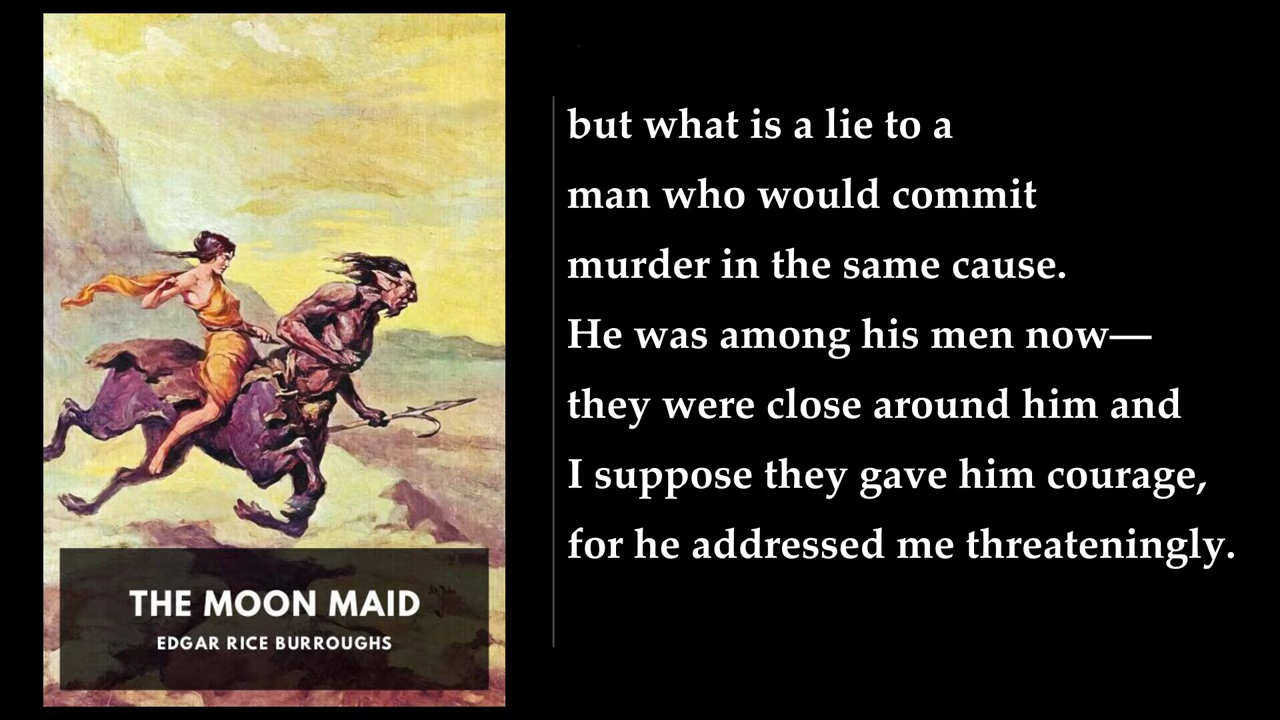 but what is a lie to a
man who would commit
murder in the same cause.
He was among his men now—
they were close around him and
I suppose they gave him courage,
for he addressed me threateningly.
THE MOON MAID
EDGAR RICE BURROUGHS